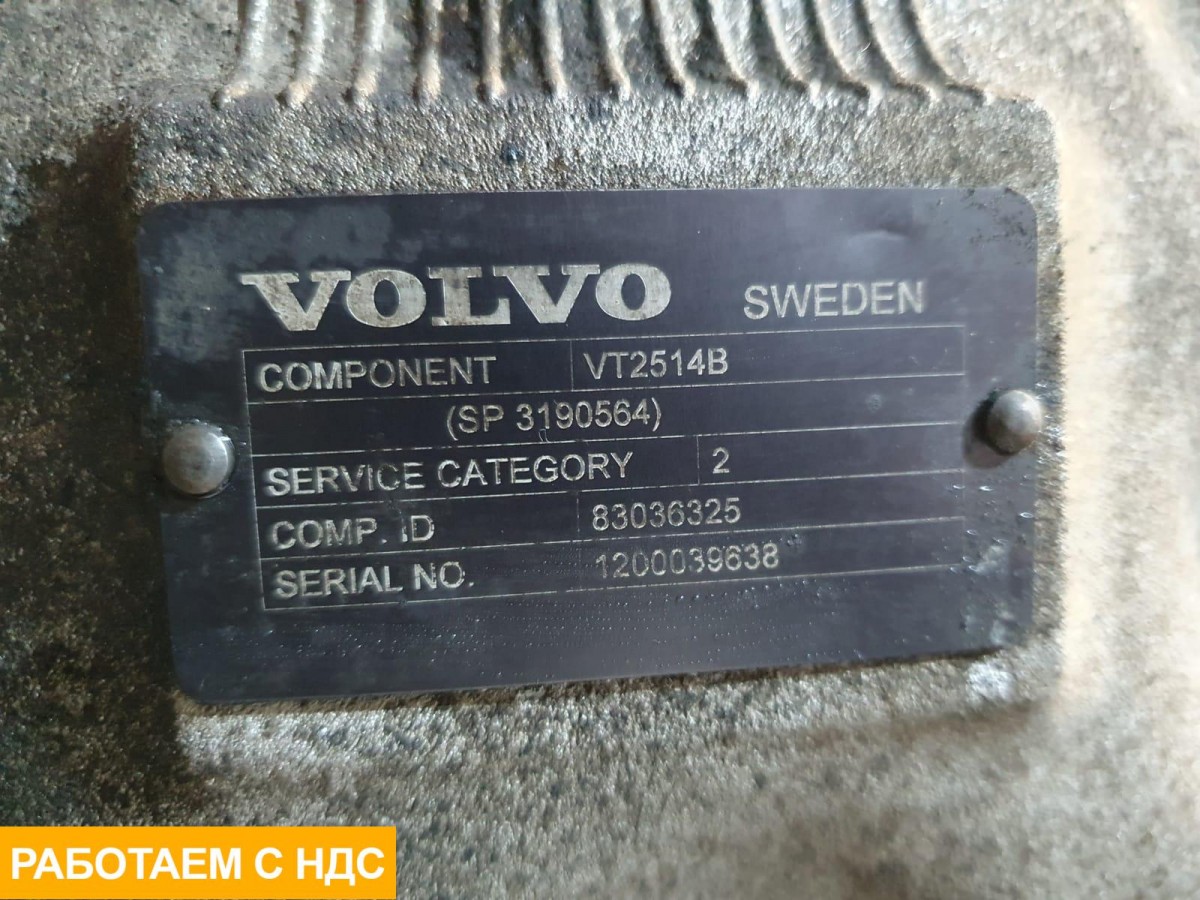 VOLVO SWEDEN
COMPONENT VT2514B
(SP 3190564)
SERVICE CATEGORY 2
COMP. ID 83036325
SERIAL NO. 1200039638
РАБОТАЕМ С НДС